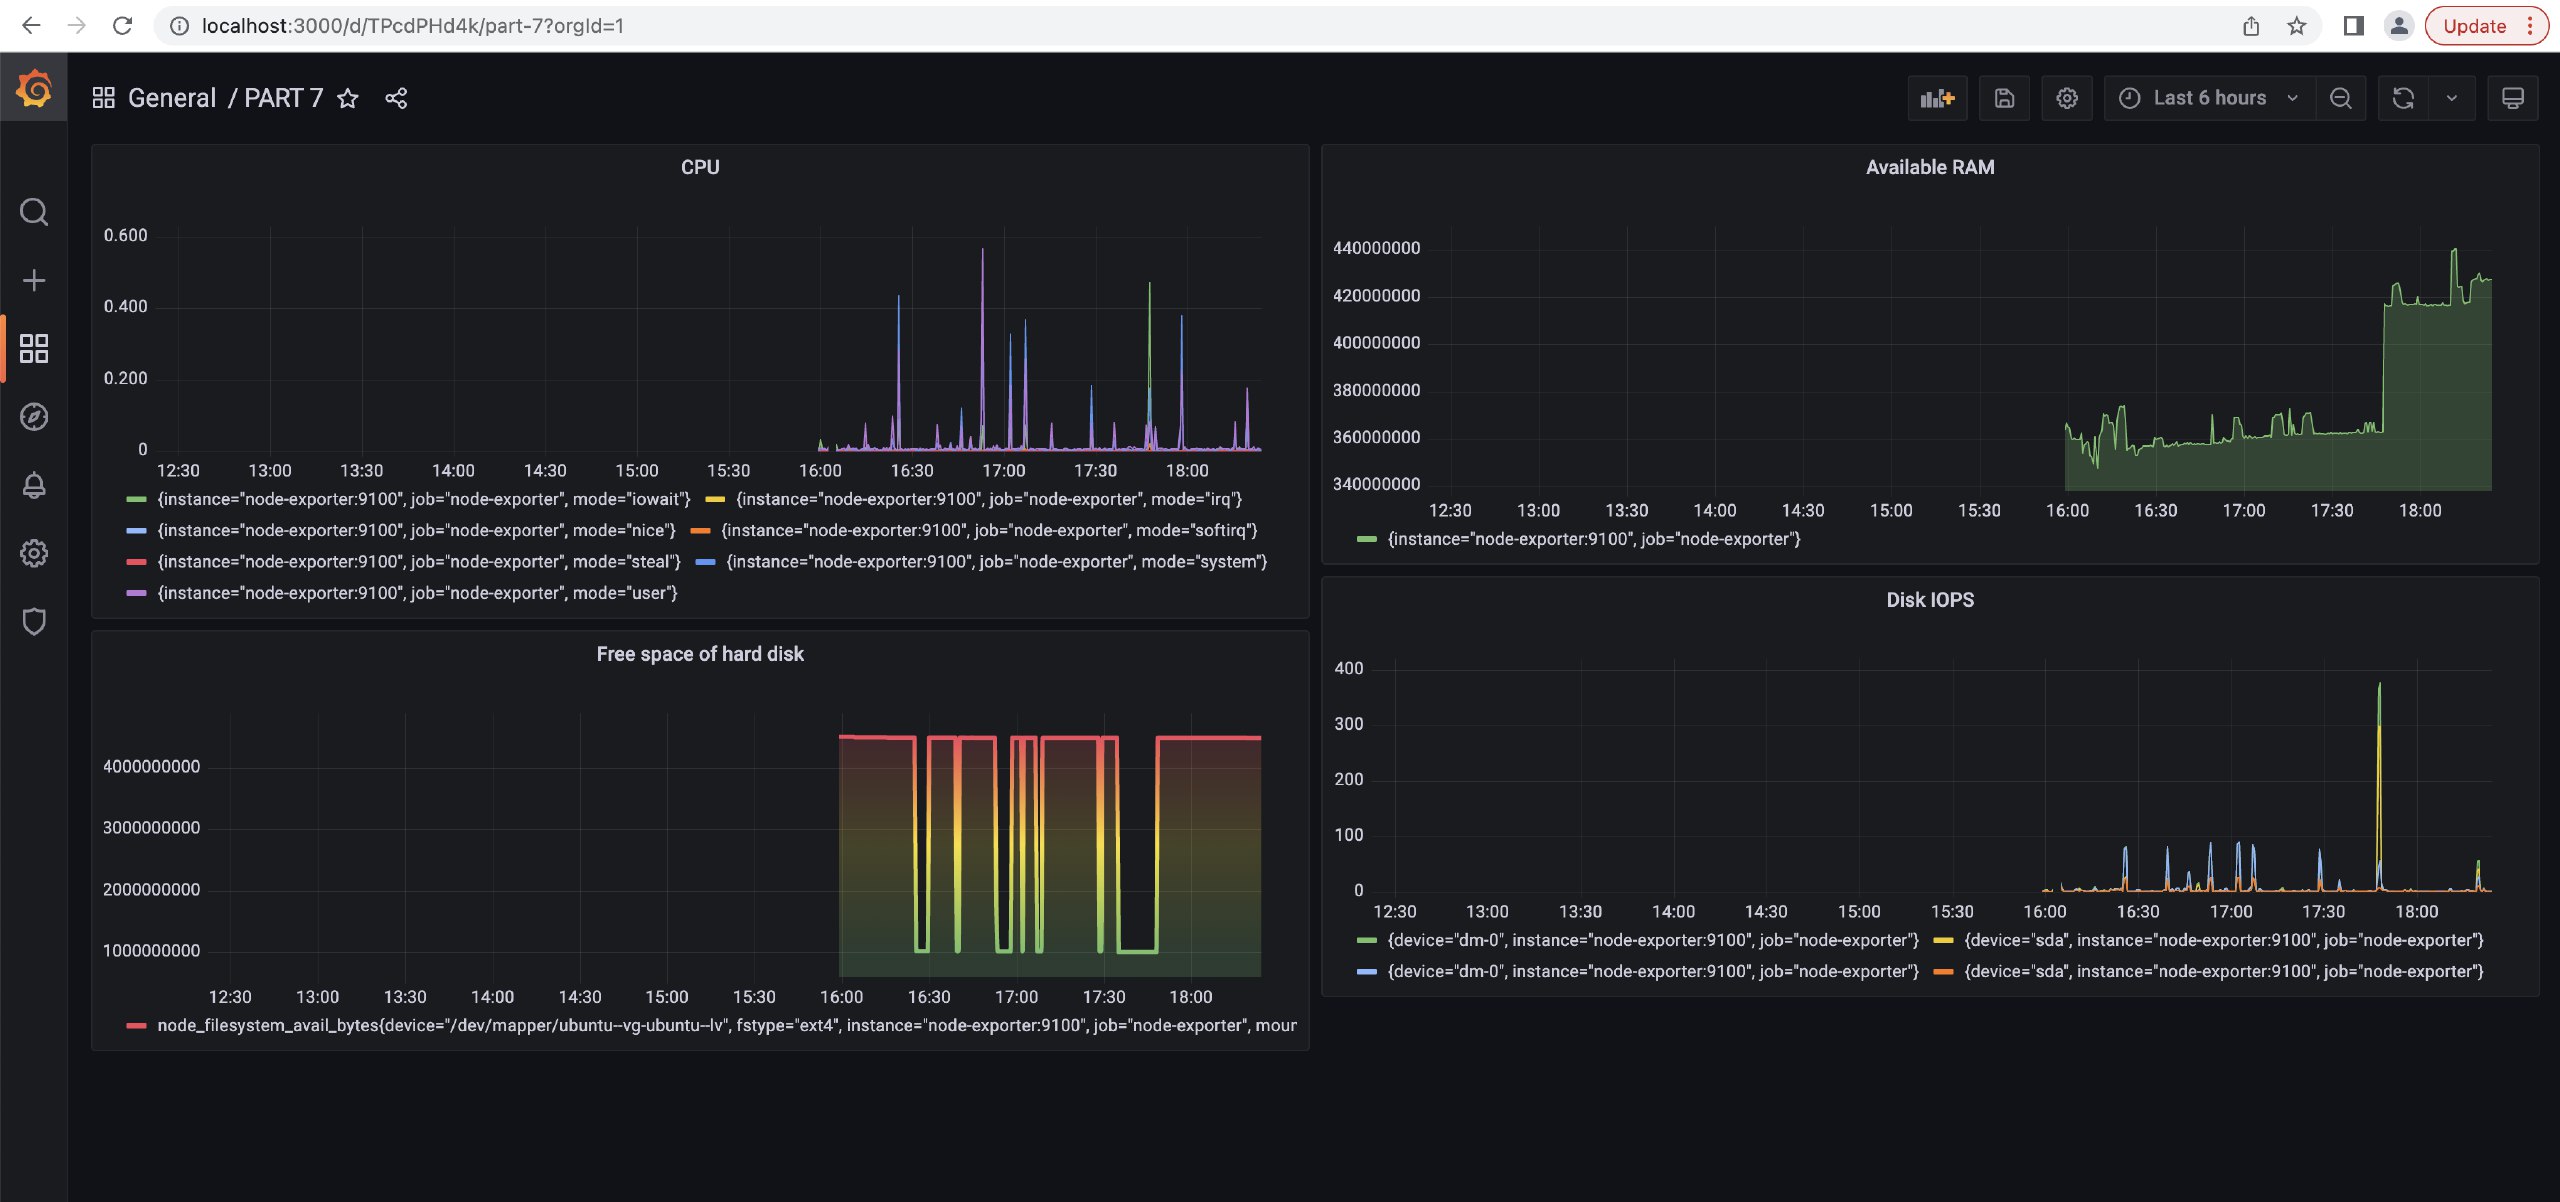 localhost:3000/d/TPcdPHd4k/part-7?orgId=1
Update
General / PART 7
Last 6 hours
CPU
0.600
0.400
0.200
0
12:30 13:00 13:30 14:00 14:30 15:00 15:30 16:00 16:30 17:00 17:30 18:00
{instance="node-exporter:9100", job="node-exporter", mode="iowait"} {instance="node-exporter:9100", job="node-exporter", mode="irq"}
{instance="node-exporter:9100", job="node-exporter", mode="nice"} {instance="node-exporter:9100", job="node-exporter", mode="softirq"}
{instance="node-exporter:9100", job="node-exporter", mode="steal"} {instance="node-exporter:9100", job="node-exporter", mode="system"}
{instance="node-exporter:9100", job="node-exporter", mode="user"}
Available RAM
440000000
420000000
400000000
380000000
360000000
340000000
12:30 13:00 13:30 14:00 14:30 15:00 15:30 16:00 16:30 17:00 17:30 18:00
{instance="node-exporter:9100", job="node-exporter"}
Free space of hard disk
4000000000
3000000000
2000000000
1000000000
12:30 13:00 13:30 14:00 14:30 15:00 15:30 16:00 16:30 17:00 17:30 18:00
node_filesystem_avail_bytes{device="/dev/mapper/ubuntu--vg-ubuntu--lv", fstype="ext4", instance="node-exporter:9100", job="node-exporter", moun
Disk IOPS
400
300
200
100
0
12:30 13:00 13:30 14:00 14:30 15:00 15:30 16:00 16:30 17:00 17:30 18:00
{device="dm-0", instance="node-exporter:9100", job="node-exporter"} {device="sda", instance="node-exporter:9100", job="node-exporter"}
{device="dm-0", instance="node-exporter:9100", job="node-exporter"} {device="sda", instance="node-exporter:9100", job="node-exporter"}